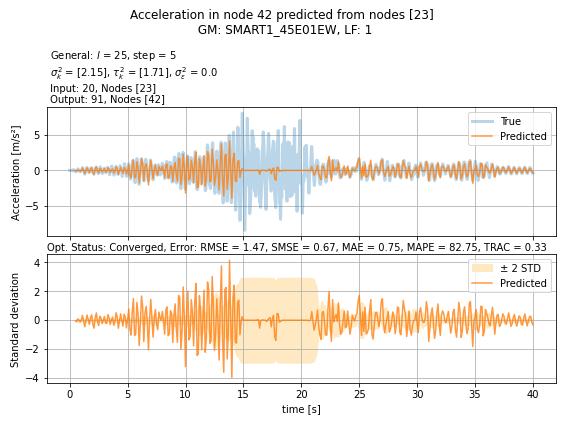 Acceleration in node 42 predicted from nodes [23]
GM: SMART1_45E01EW, LF: 1
General: l = 25, step = 5
σ²ₖ = [2.15], τ²ₖ = [1.71], σ²ε = 0.0
Input: 20, Nodes [23]
Output: 91, Nodes [42]
Acceleration [m/s²]
5
0
−5
True
Predicted
Opt. Status: Converged, Error: RMSE = 1.47, SMSE = 0.67, MAE = 0.75, MAPE = 82.75, TRAC = 0.33
Standard deviation
4
2
0
−2
−4
± 2 STD
Predicted
0 5 10 15 20 25 30 35 40
time [s]